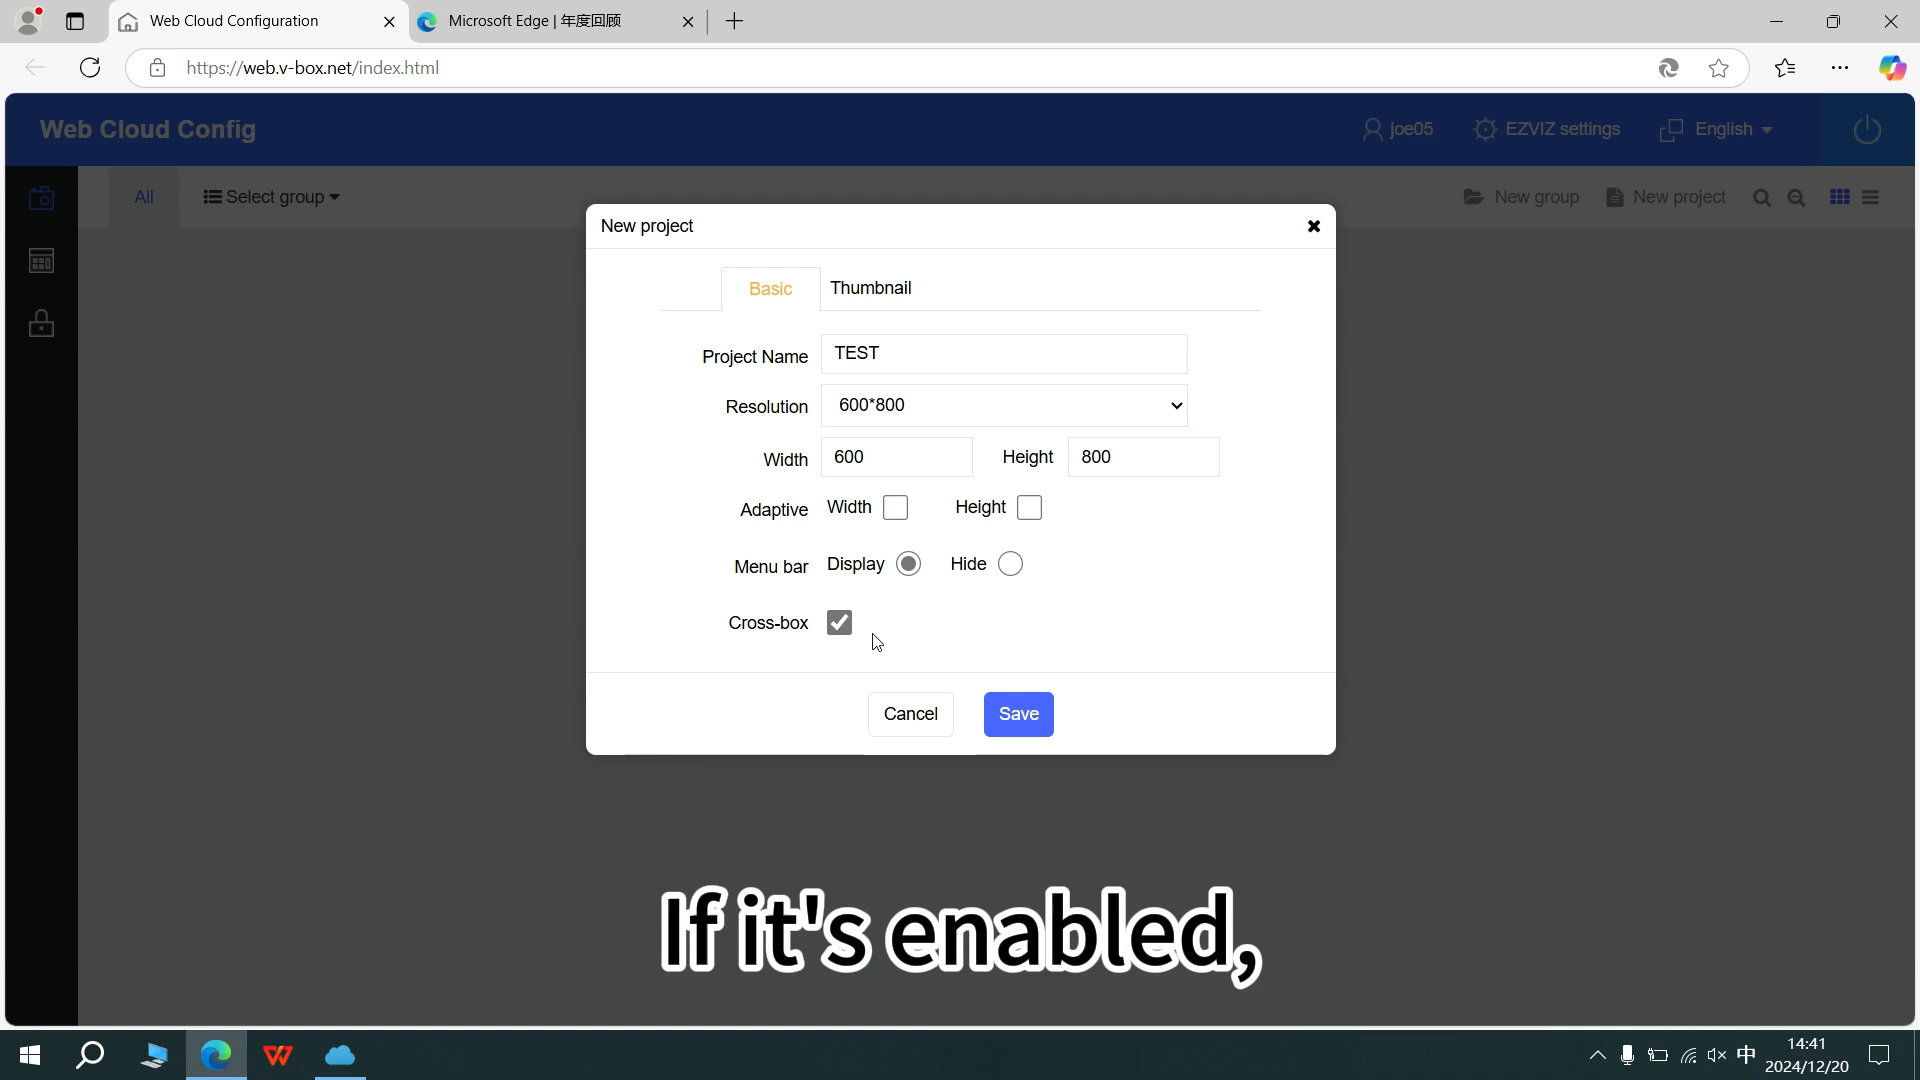 Web Cloud Configuration
Microsoft Edge | 年度回顾
https://web.v-box.net/index.html
Web Cloud Config
joe05
EZVIZ settings
English
All
Select group
New group
New project
New project
Basic
Thumbnail
Project Name
TEST
Resolution
600*800
Width
600
Height
800
Adaptive
Width
Height
Menu bar
Display
Hide
Cross-box
Cancel
Save
If it's enabled,
中
14:41
2024/12/20